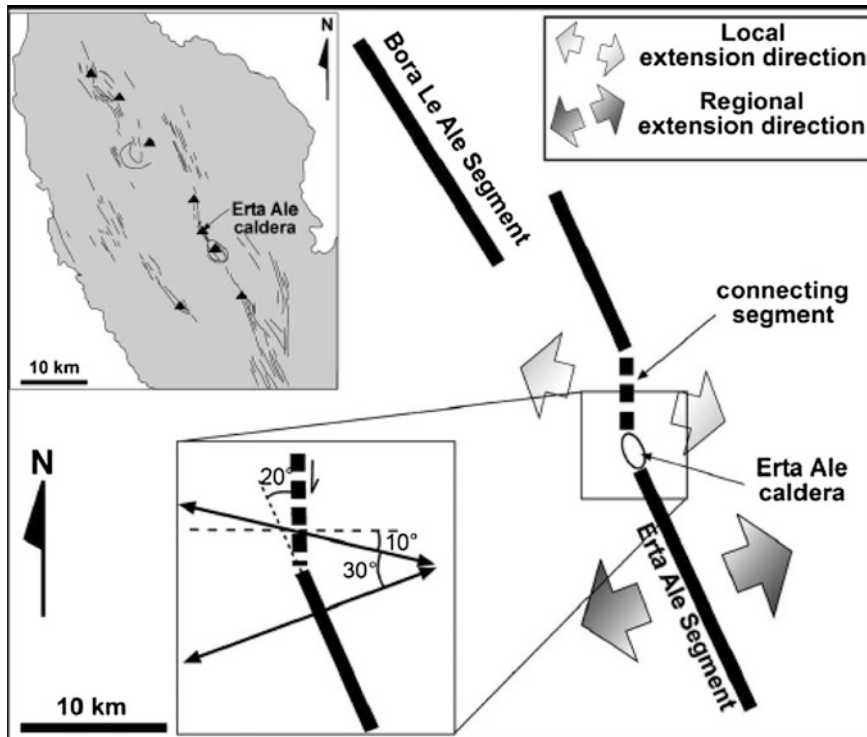 N
Erta Ale
caldera
10 km
Bora Le Ale Segment
Local
extension direction
Regional
extension direction
connecting
segment
Erta Ale
caldera
Erta Ale Segment
N
20°
10°
30°
10 km